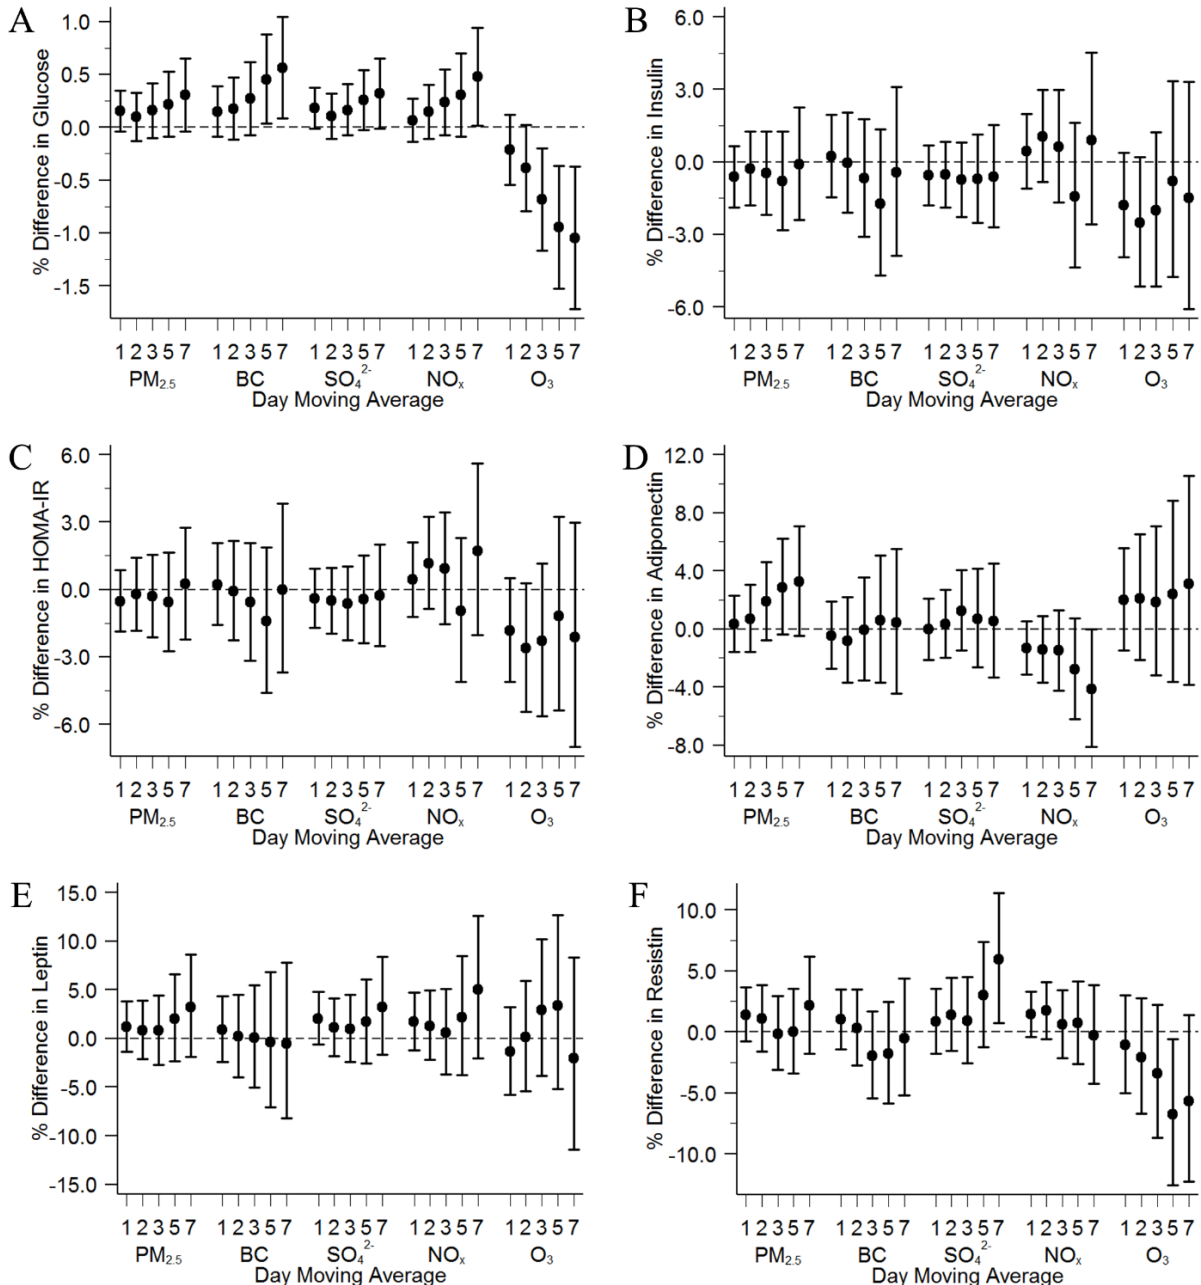 A
% Difference in Glucose
1.0
0.5
0.0
-0.5
-1.0
-1.5
1 2 3 5 7 1 2 3 5 7 1 2 3 5 7 1 2 3 5 7 1 2 3 5 7
PM2.5 BC SO4 2- NOx O3
Day Moving Average
B
% Difference in Insulin
6.0
3.0
0.0
-3.0
-6.0
1 2 3 5 7 1 2 3 5 7 1 2 3 5 7 1 2 3 5 7 1 2 3 5 7
PM2.5 BC SO4 2- NOx O3
Day Moving Average
C
% Difference in HOMA-IR
6.0
3.0
0.0
-3.0
-6.0
1 2 3 5 7 1 2 3 5 7 1 2 3 5 7 1 2 3 5 7 1 2 3 5 7
PM2.5 BC SO4 2- NOx O3
Day Moving Average
D
% Difference in Adiponectin
12.0
8.0
4.0
0.0
-4.0
-8.0
1 2 3 5 7 1 2 3 5 7 1 2 3 5 7 1 2 3 5 7 1 2 3 5 7
PM2.5 BC SO4 2- NOx O3
Day Moving Average
E
% Difference in Leptin
15.0
10.0
5.0
0.0
-5.0
-10.0
-15.0
1 2 3 5 7 1 2 3 5 7 1 2 3 5 7 1 2 3 5 7 1 2 3 5 7
PM2.5 BC SO4 2- NOx O3
Day Moving Average
F
% Difference in Resistin
10.0
5.0
0.0
-5.0
-10.0
1 2 3 5 7 1 2 3 5 7 1 2 3 5 7 1 2 3 5 7 1 2 3 5 7
PM2.5 BC SO4 2- NOx O3
Day Moving Average